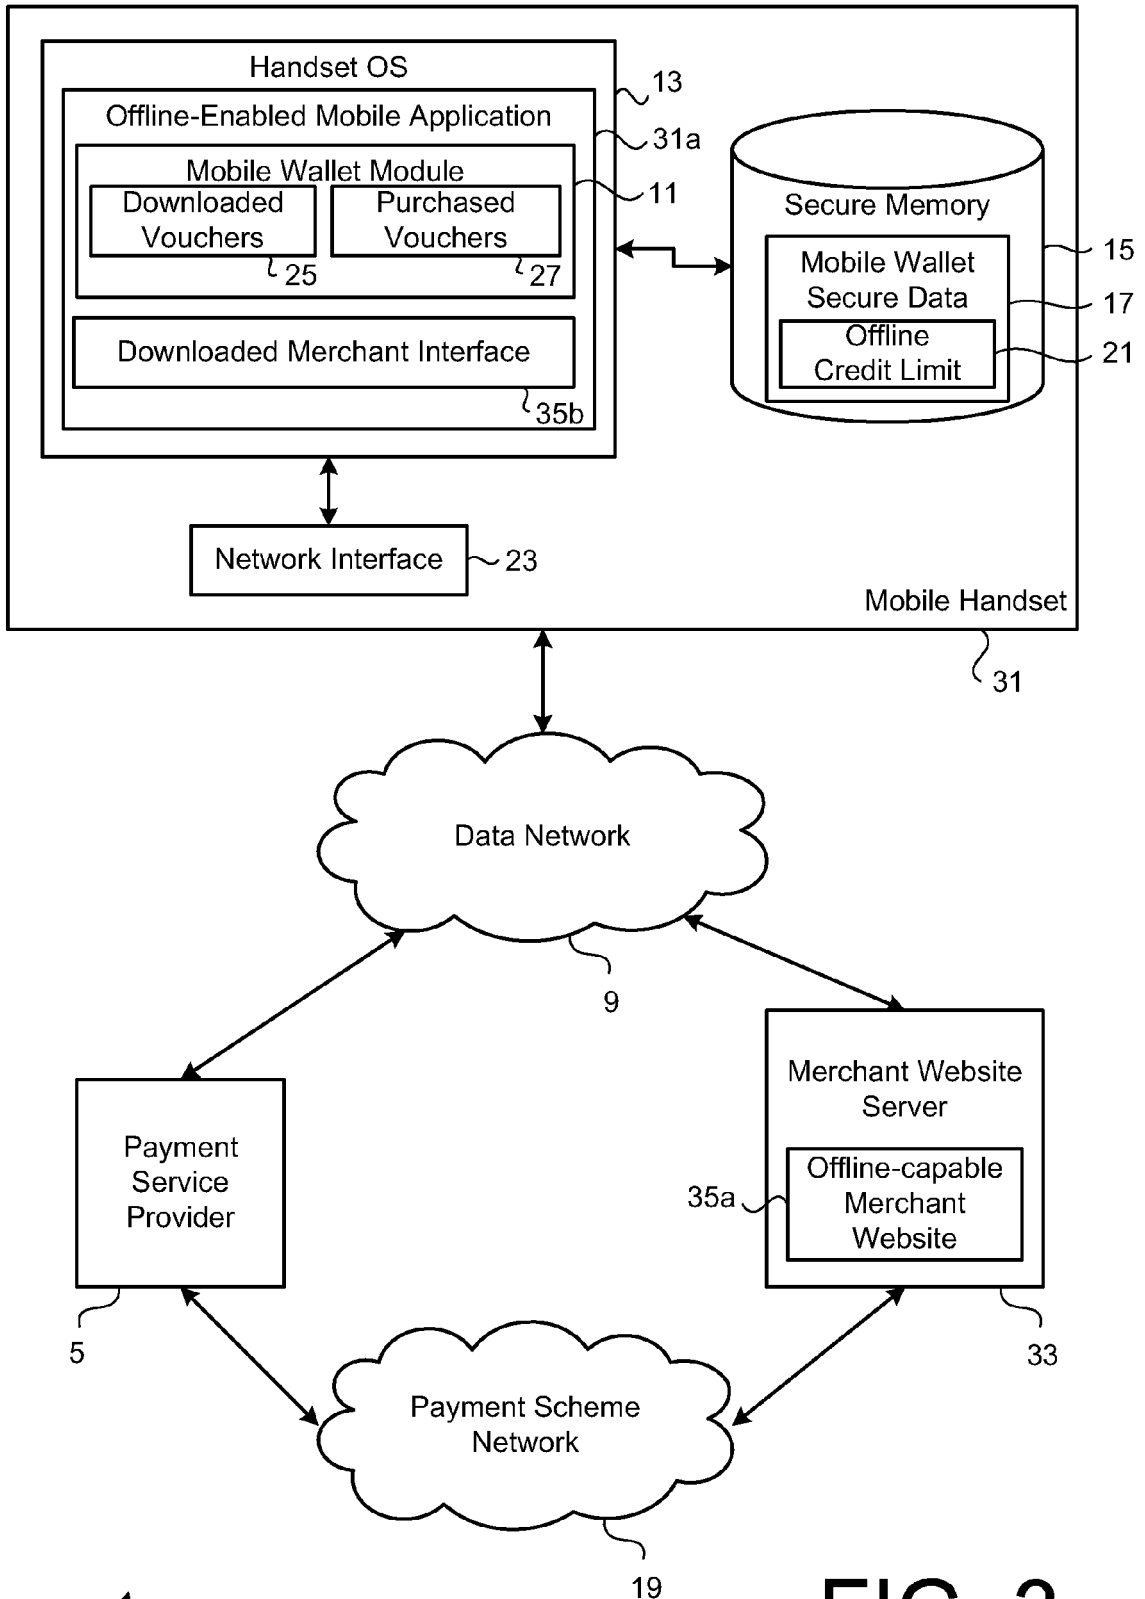 Handset OS
13
Offline-Enabled Mobile Application
31a
Mobile Wallet Module
11
Downloaded
Vouchers
25
Purchased
Vouchers
27
Downloaded Merchant Interface
35b
Secure Memory
15
Mobile Wallet
Secure Data
17
Offline
Credit Limit
21
Network Interface
23
Mobile Handset
31
Data Network
9
Payment
Service
Provider
5
Merchant Website
Server
Offline-capable
Merchant
Website
35a
33
Payment Scheme
Network
19
FIG. 3